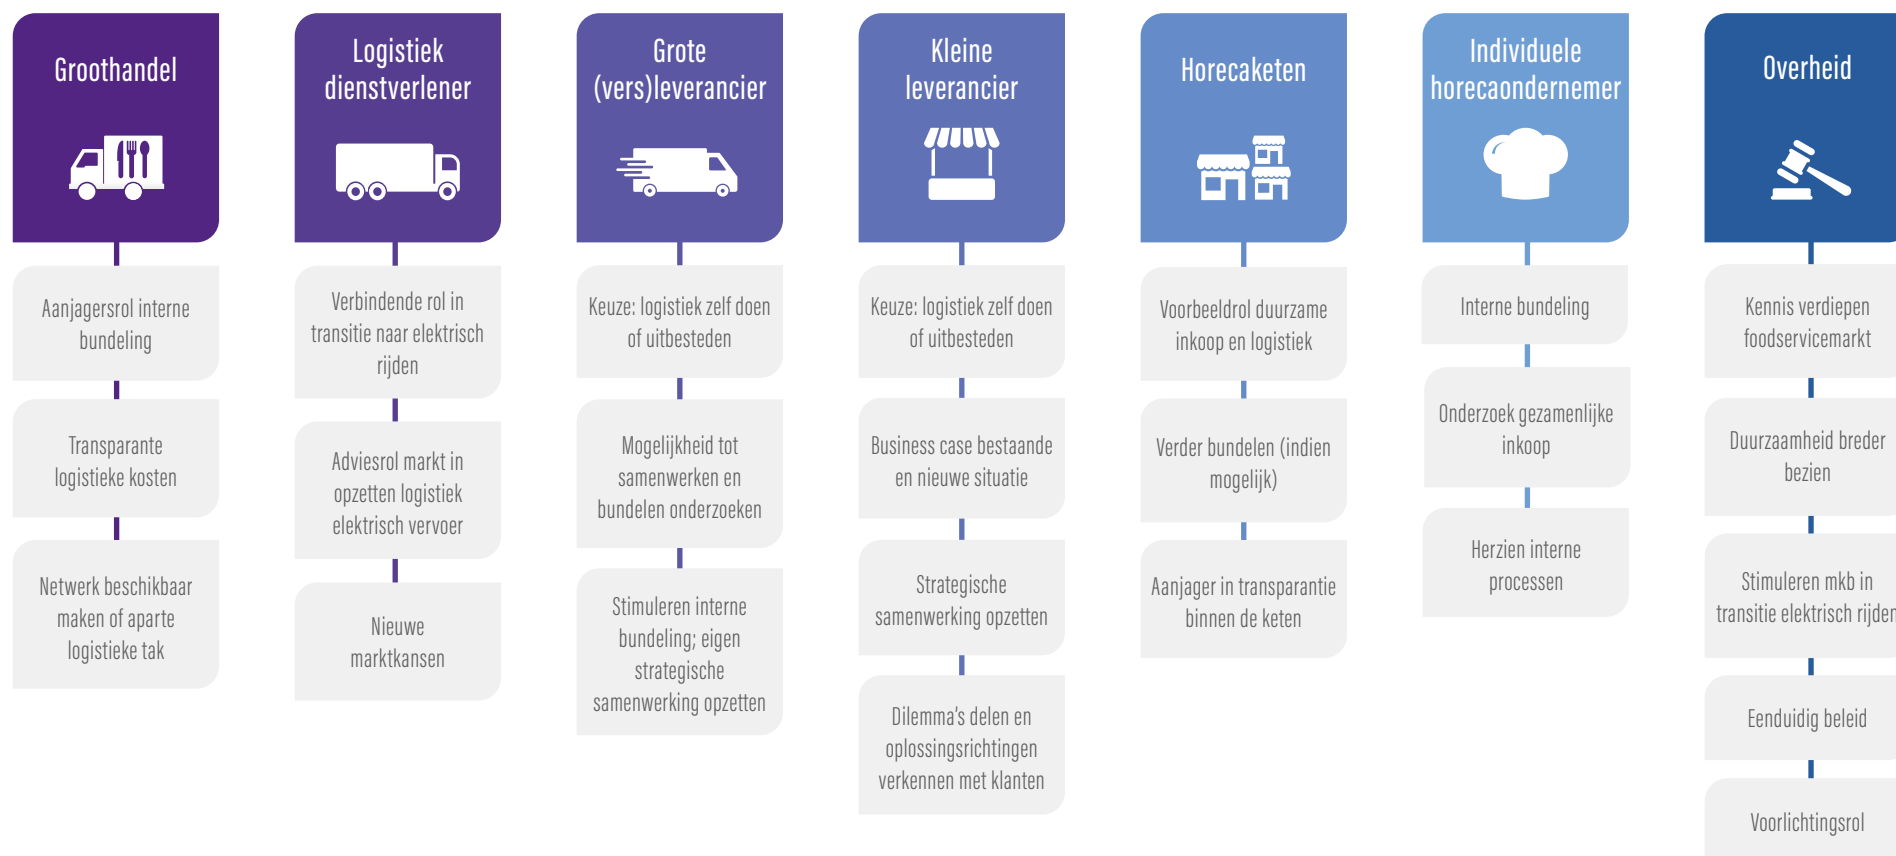 Groothandel
Aanjagersrol interne
bundeling
Transparante
logistieke kosten
Netwerk beschikbaar
maken of aparte
logistieke tak
Logistiek
dienstverlener
Verbindende rol in
transitie naar elektrisch
rijden
Adviesrol markt in
opzetten logistiek
elektrisch vervoer
Nieuwe
marktkansen
Grote
(vers)leverancier
Keuze: logistiek zelf doen
of uitbesteden
Mogelijkheid tot
samenwerken en
bundelen onderzoeken
Stimuleren interne
bundeling; eigen
strategische
samenwerking opzetten
Kleine
leverancier
Keuze: logistiek zelf doen
of uitbesteden
Business case bestaande
en nieuwe situatie
Strategische
samenwerking opzetten
Dilemma's delen en
oplossingsrichtingen
verkennen met klanten
Horecaketen
Voorbeeldrol duurzame
inkoop en logistiek
Verder bundelen (indien
mogelijk)
Aanjager in transparantie
binnen de keten
Individuele
horecaondernemer
Interne bundeling
Onderzoek gezamenlijke
inkoop
Herzien interne
processen
Overheid
Kennis verdiepen
foodservicemarkt
Duurzaamheid breder
bezien
Stimuleren mkb in
transitie elektrisch rijden
Eenduidig beleid
Voorlichtingsrol